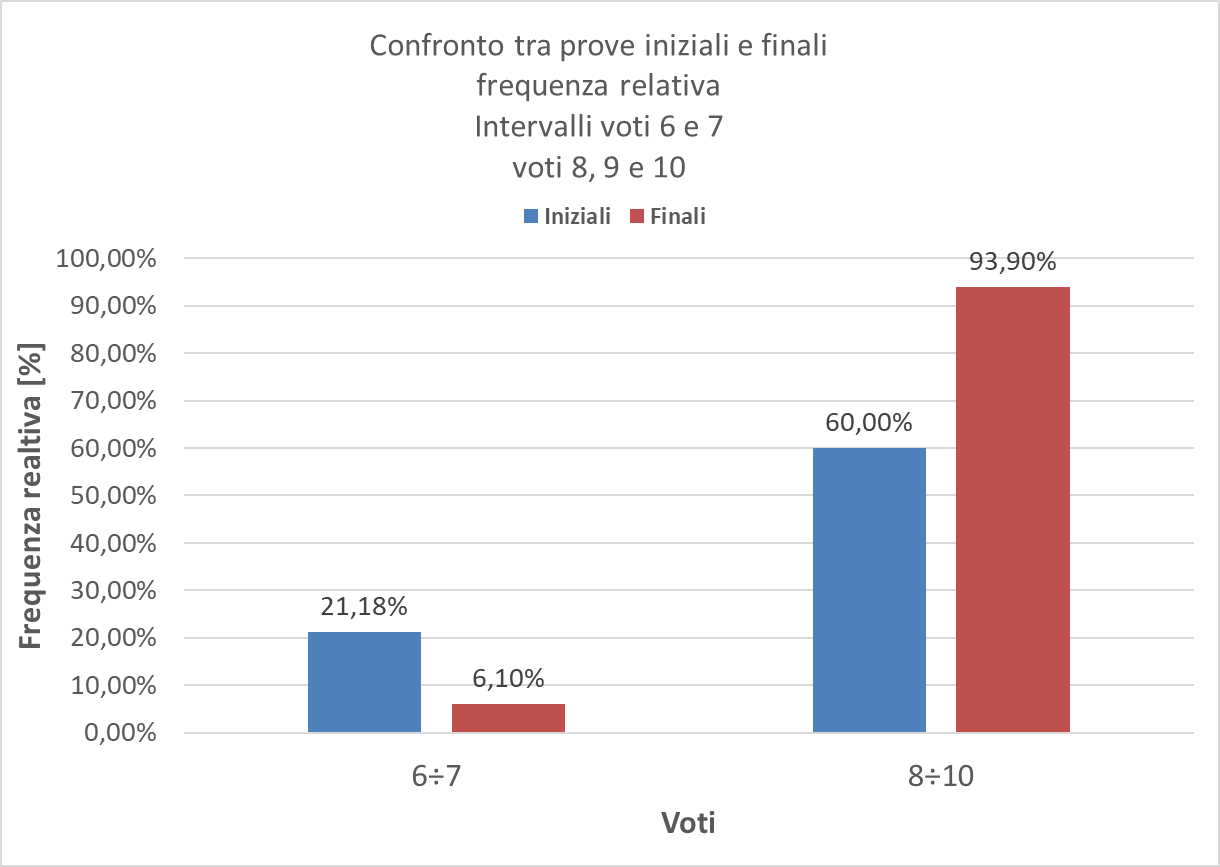 Confronto tra prove iniziali e finali
frequenza relativa
Intervalli voti 6 e 7
voti 8, 9 e 10
Iniziali Finali
100,00%
90,00%
80,00%
70,00%
60,00%
50,00%
40,00%
30,00%
20,00%
10,00%
0,00%
Frequenza realtiva [%]
21,18%
6,10%
60,00%
93,90%
6÷7
8÷10
Voti